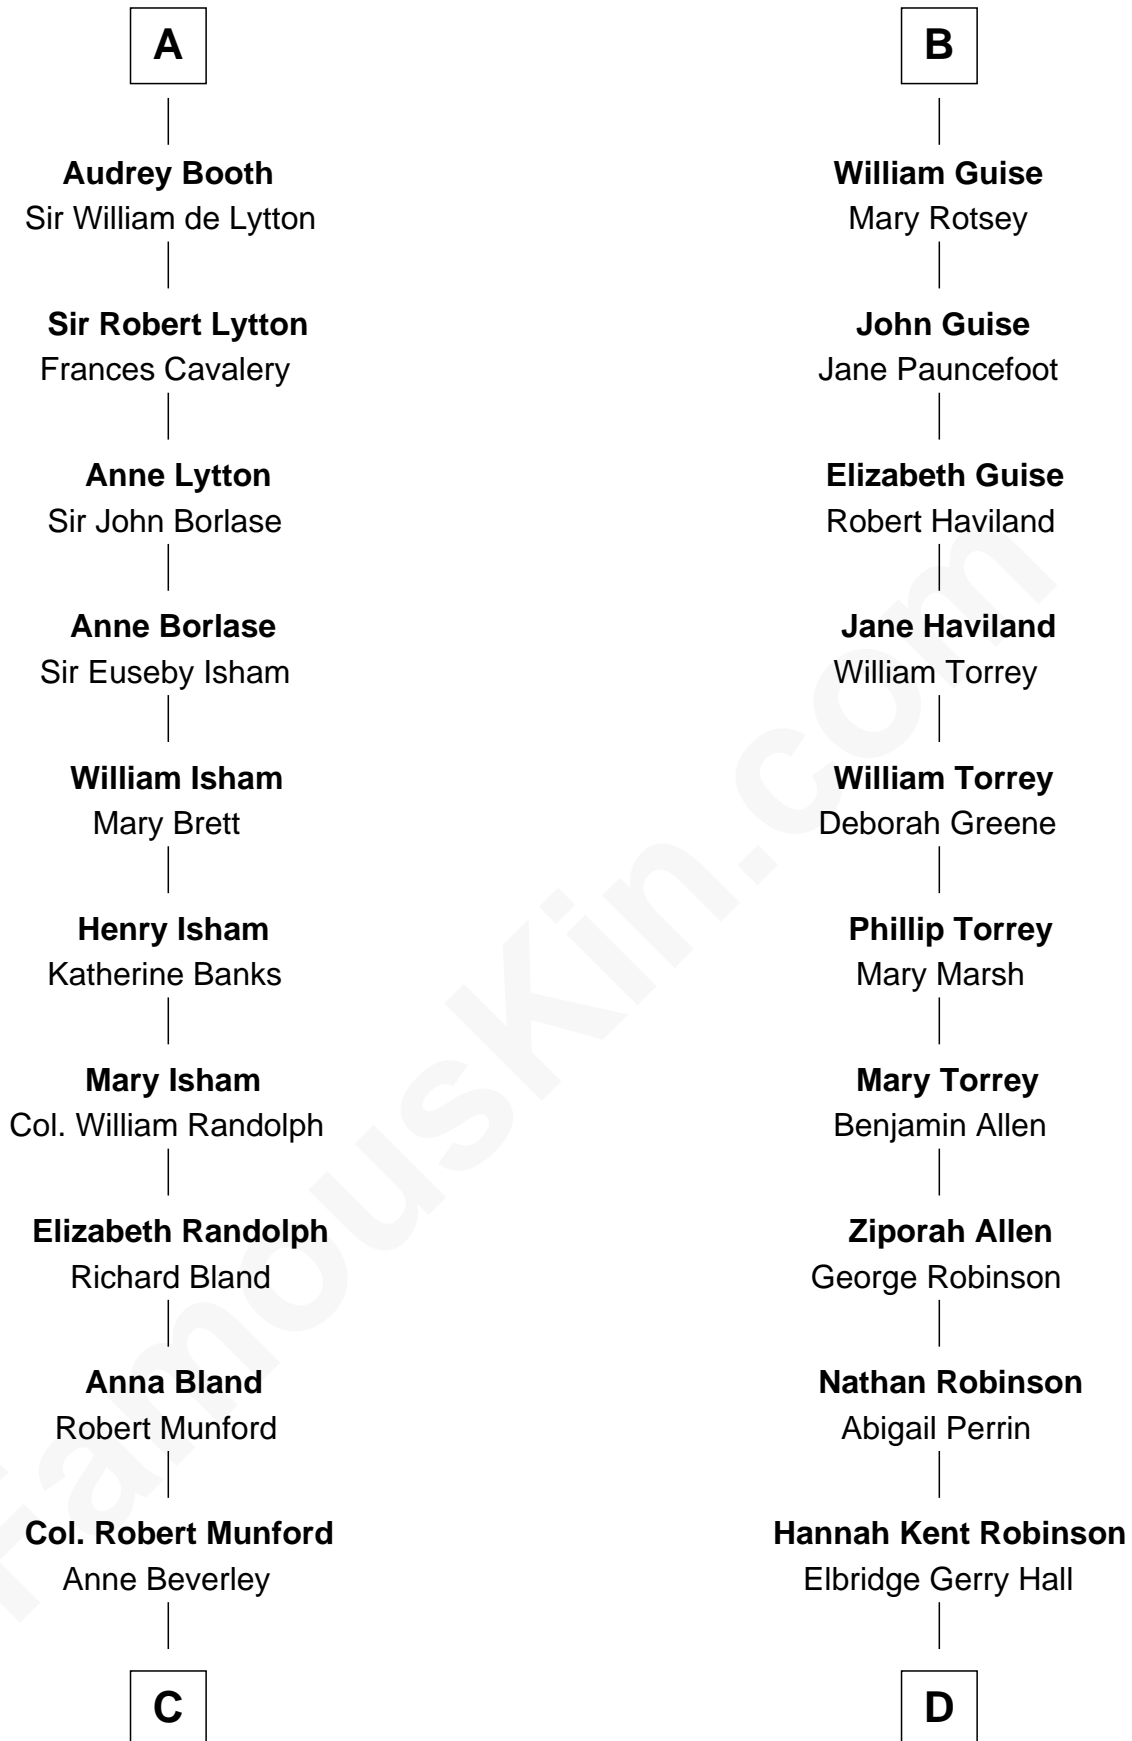 A
Audrey Booth
Sir William de Lytton
Sir Robert Lytton
Frances Cavalery
Anne Lytton
Sir John Borlase
Anne Borlase
Sir Euseby Isham
William Isham
Mary Brett
Henry Isham
Katherine Banks
Mary Isham
Col. William Randolph
Elizabeth Randolph
Richard Bland
Anna Bland
Robert Munford
Col. Robert Munford
Anne Beverley
C
B
William Guise
Mary Rotsey
John Guise
Jane Pauncefoot
Elizabeth Guise
Robert Haviland
Jane Haviland
William Torrey
William Torrey
Deborah Greene
Phillip Torrey
Mary Marsh
Mary Torrey
Benjamin Allen
Ziporah Allen
George Robinson
Nathan Robinson
Abigail Perrin
Hannah Kent Robinson
Elbridge Gerry Hall
D
FamousKin.com